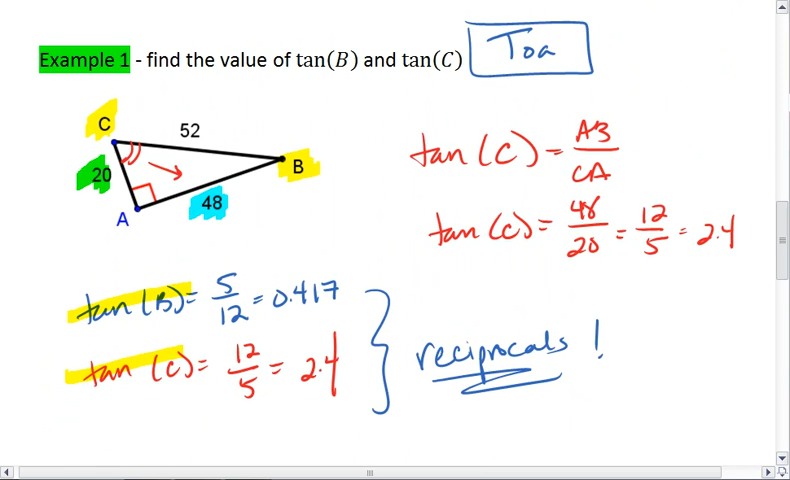 Example 1 - find the value of tan(B) and tan(C)
Toa
C
52
20
B
48
A
tan(C) = AB/CA
tan(C) = 48/20 = 12/5 = 2.4
tan(B) = 5/12 = 0.417
tan(C) = 12/5 = 2.4
reciprocals !